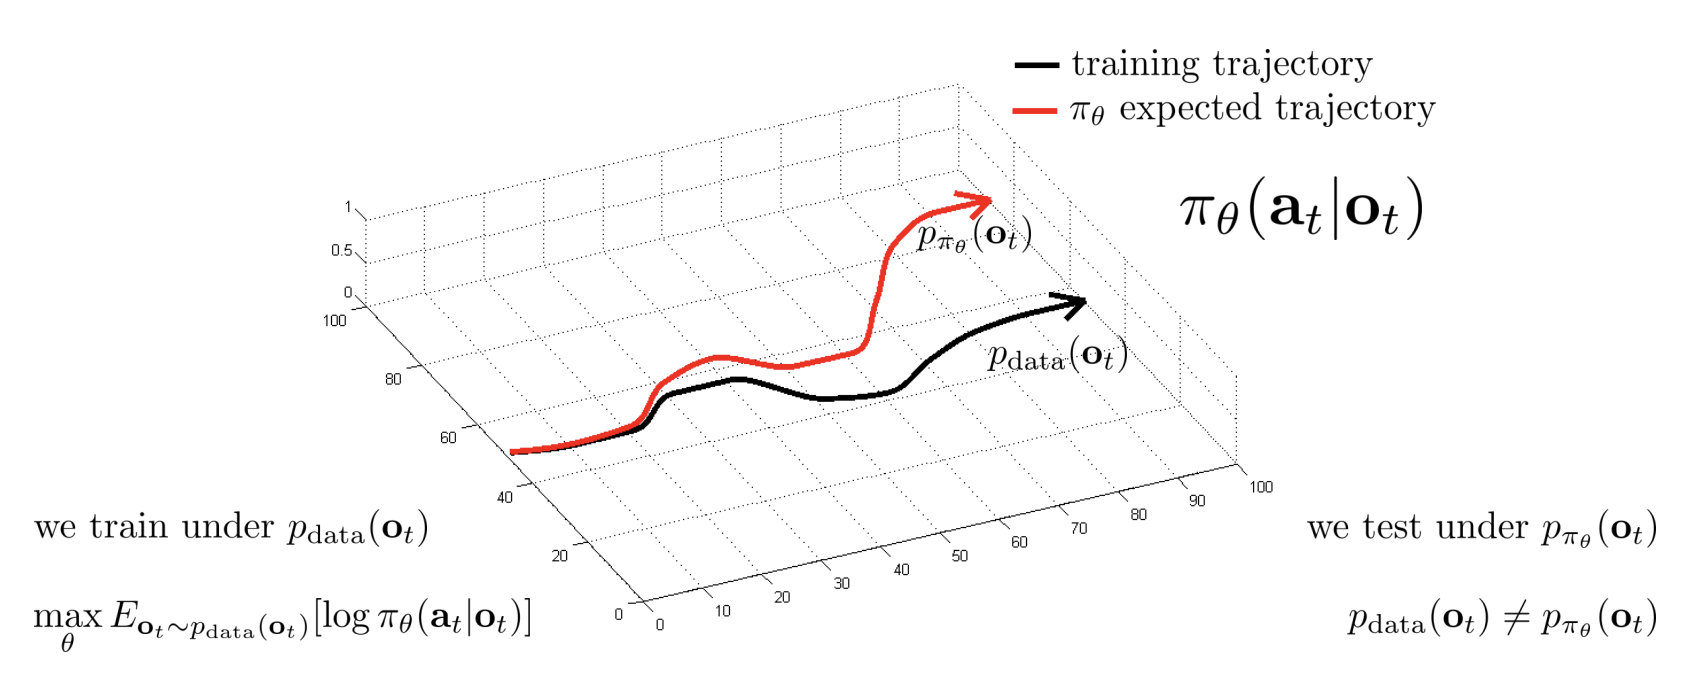 training trajectory
π_θ expected trajectory
π_θ(a_t|o_t)
1
0.5
0
100
80
60
40
20
0
p_{π_θ}(o_t)
p_data(o_t)
0
10
20
30
40
50
60
70
80
90
100
we train under p_data(o_t)
max_θ E_{o_t∼p_data(o_t)}[log π_θ(a_t|o_t)]
we test under p_{π_θ}(o_t)
p_data(o_t) ≠ p_{π_θ}(o_t)